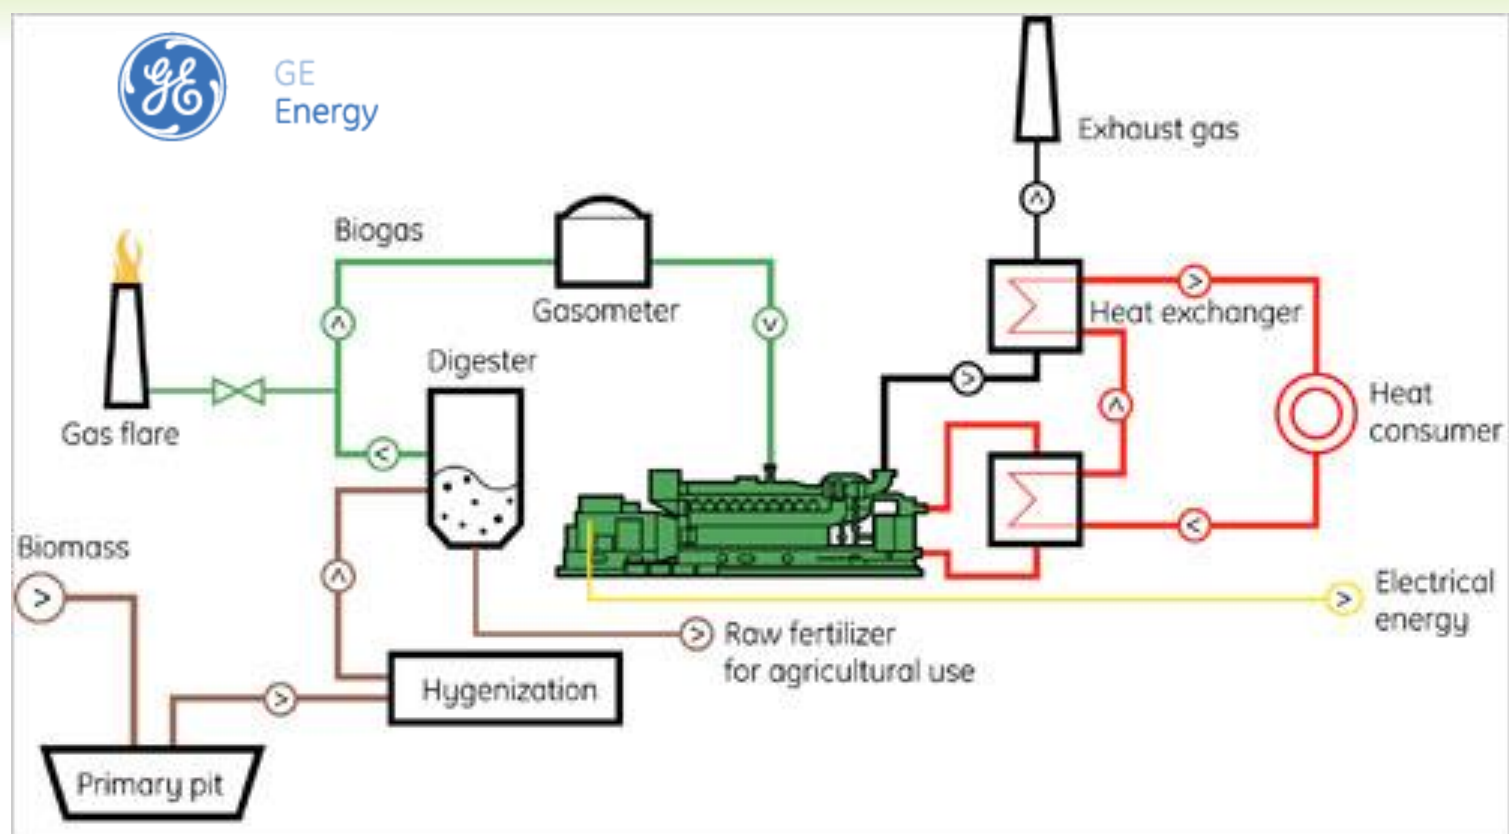 GE
GE
Energy
Exhaust gas
Biogas
Gasometer
Heat exchanger
Digester
Gas flare
Heat
consumer
Biomass
Electrical
energy
Raw fertilizer
for agricultural use
Hygenization
Primary pit